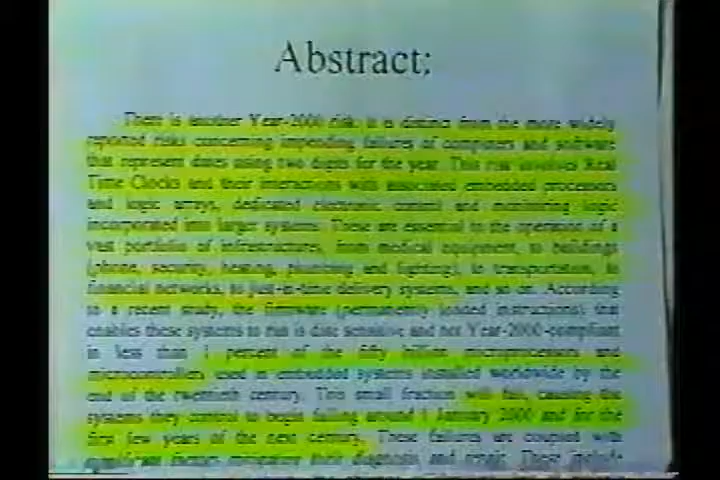 Abstract:
There is another Year-2000 risk; it is distinct from the more widely
reported risks concerning impending failures of computers and software
that represent dates using two digits for the year. This risk involves Real
Time Clocks and their interactions with associated embedded processors
and logic arrays, dedicated electronic control and monitoring logic
incorporated into larger systems. These are essential to the operation of a
vast portfolio of infrastructures, from medical equipment, to buildings
(phone, security, heating, plumbing and lighting), to transportation, to
financial networks, to just-in-time delivery systems, and so on. According
to a recent study, the firmware (permanently loaded instructions) that
enables these systems to run is date sensitive and not Year-2000-compliant
in less than 1 percent of the fifty billion microprocessors and
microcontrollers used in embedded systems installed worldwide by the
end of the twentieth century. This small fraction will fail, causing the
systems they control to begin failing around 1 January 2000 and for the
first few years of the next century. These failures are coupled with
significant factors their diagnosis and repair. These include